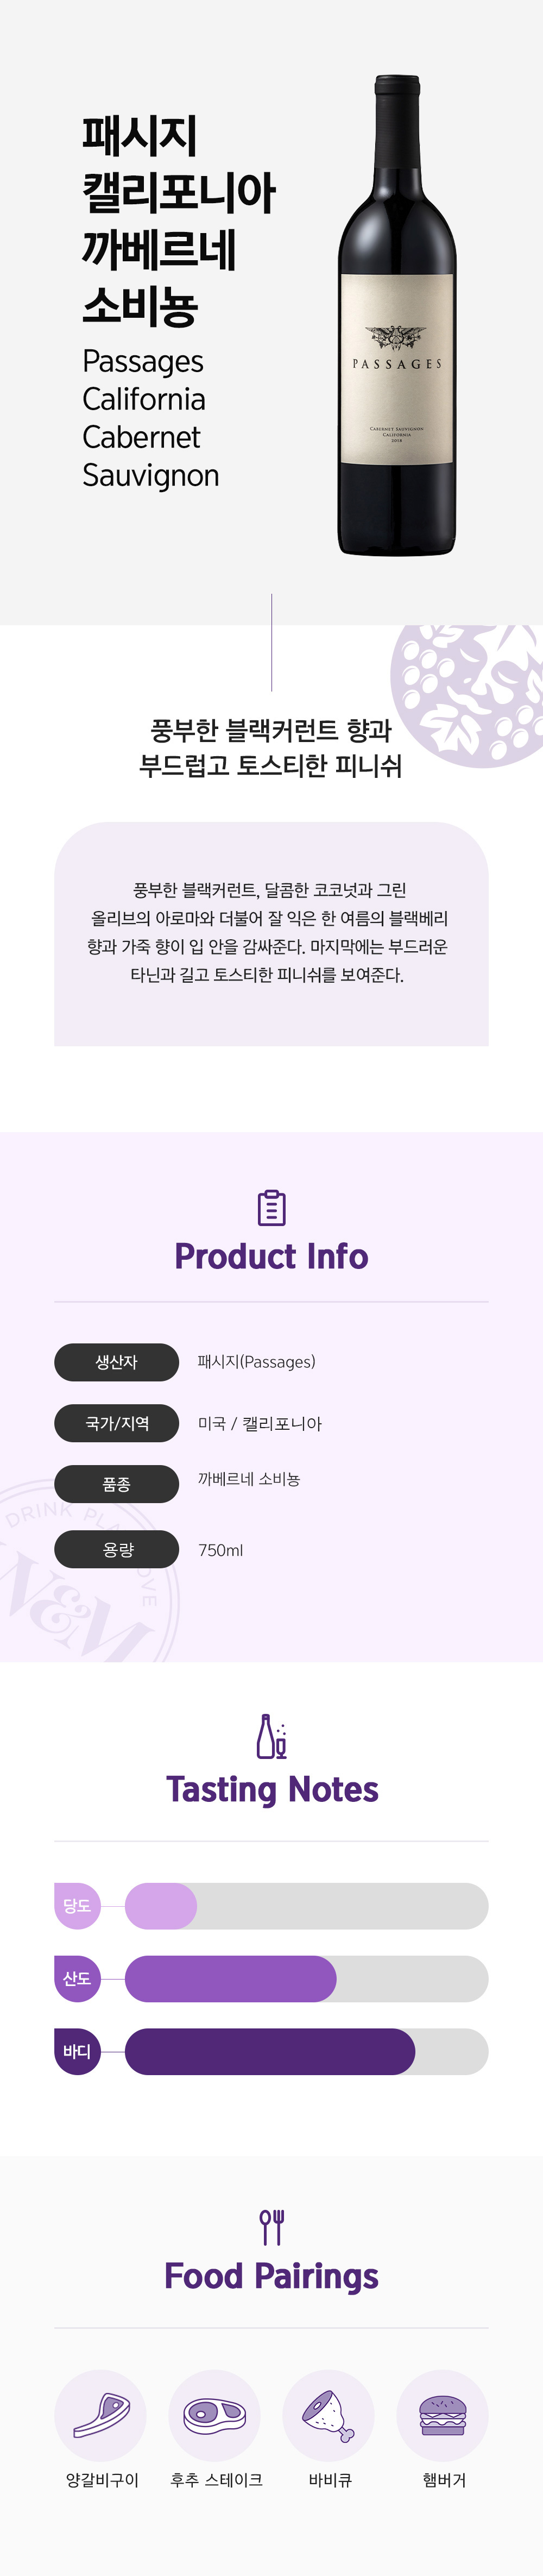 패시지
캘리포니아
까베르네
소비뇽
Passages
California
Cabernet
Sauvignon
PASSAGES
CABERNET SAUVIGNON
CALIFORNIA
2018
풍부한 블랙커런트 향과
부드럽고 토스티한 피니쉬
풍부한 블랙커런트, 달콤한 코코넛과 그린
올리브의 아로마와 더불어 잘 익은 한 여름의 블랙베리
향과 가죽 향이 입 안을 감싸준다. 마지막에는 부드러운
타닌과 길고 토스티한 피니쉬를 보여준다.
Product Info
생산자 패시지(Passages)
국가/지역 미국 / 캘리포니아
품종 까베르네 소비뇽
용량 750ml
DRINK
W&M
Tasting Notes
당도
산도
바디
Food Pairings
양갈비구이 후추 스테이크 바비큐 햄버거